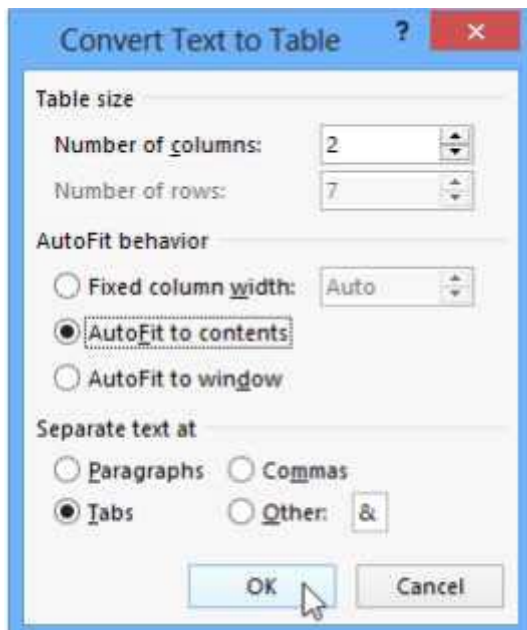 Convert Text to Table ?
Table size
Number of columns: 2
Number of rows: 7
AutoFit behavior
Fixed column width: Auto
AutoFit to contents
AutoFit to window
Separate text at
Paragraphs Commas
Tabs Other: &
OK Cancel